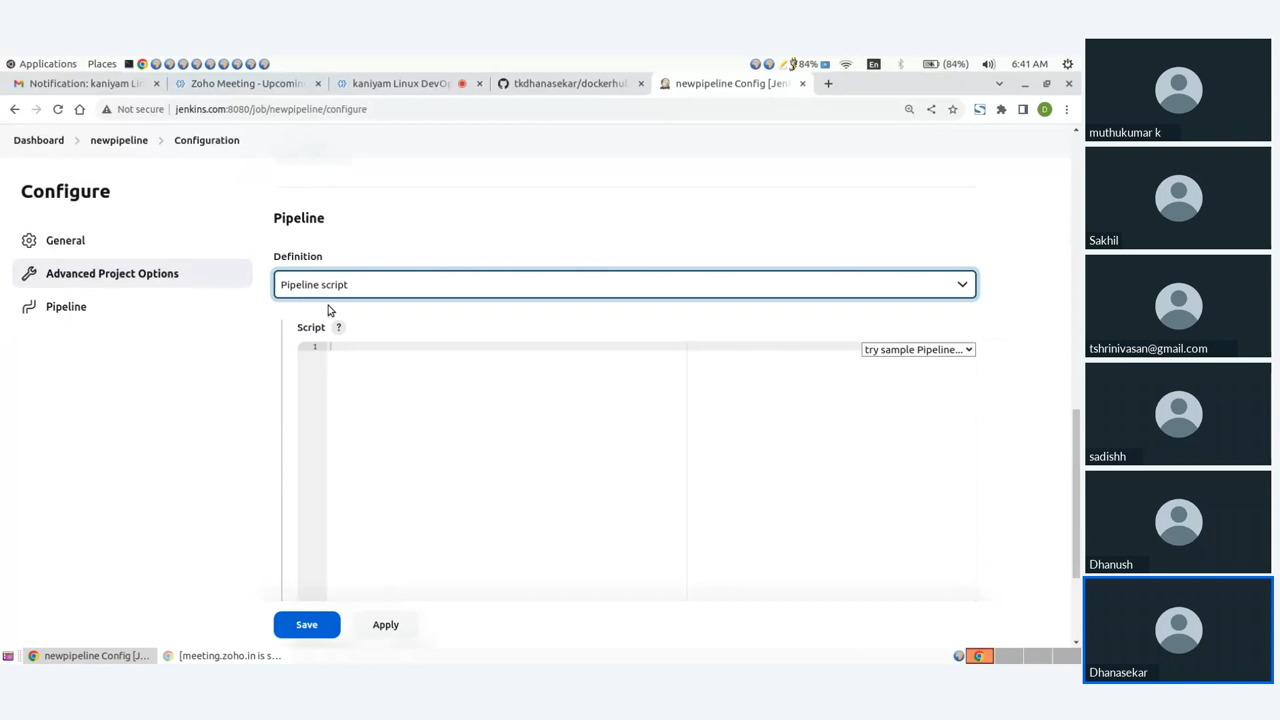 Applications Places 84% En (84%) 6:41 AM
Notification: kaniyam Li Zoho Meeting - Upcomin kaniyam Linux DevO tkdhanasekar/dockerhu newpipeline Config [Jen
Not secure jenkins.com:8080/job/newpipeline/configure D
Dashboard newpipeline Configuration
Configure
General
Advanced Project Options
Pipeline
Pipeline
Definition
Pipeline script
Script ?
1
try sample Pipeline...
Save Apply
newpipeline Config [J... [meeting.zoho.in is s...
muthukumar k
Sakhil
tshrinivasan@gmail.com
sadishh
Dhanush
Dhanasekar